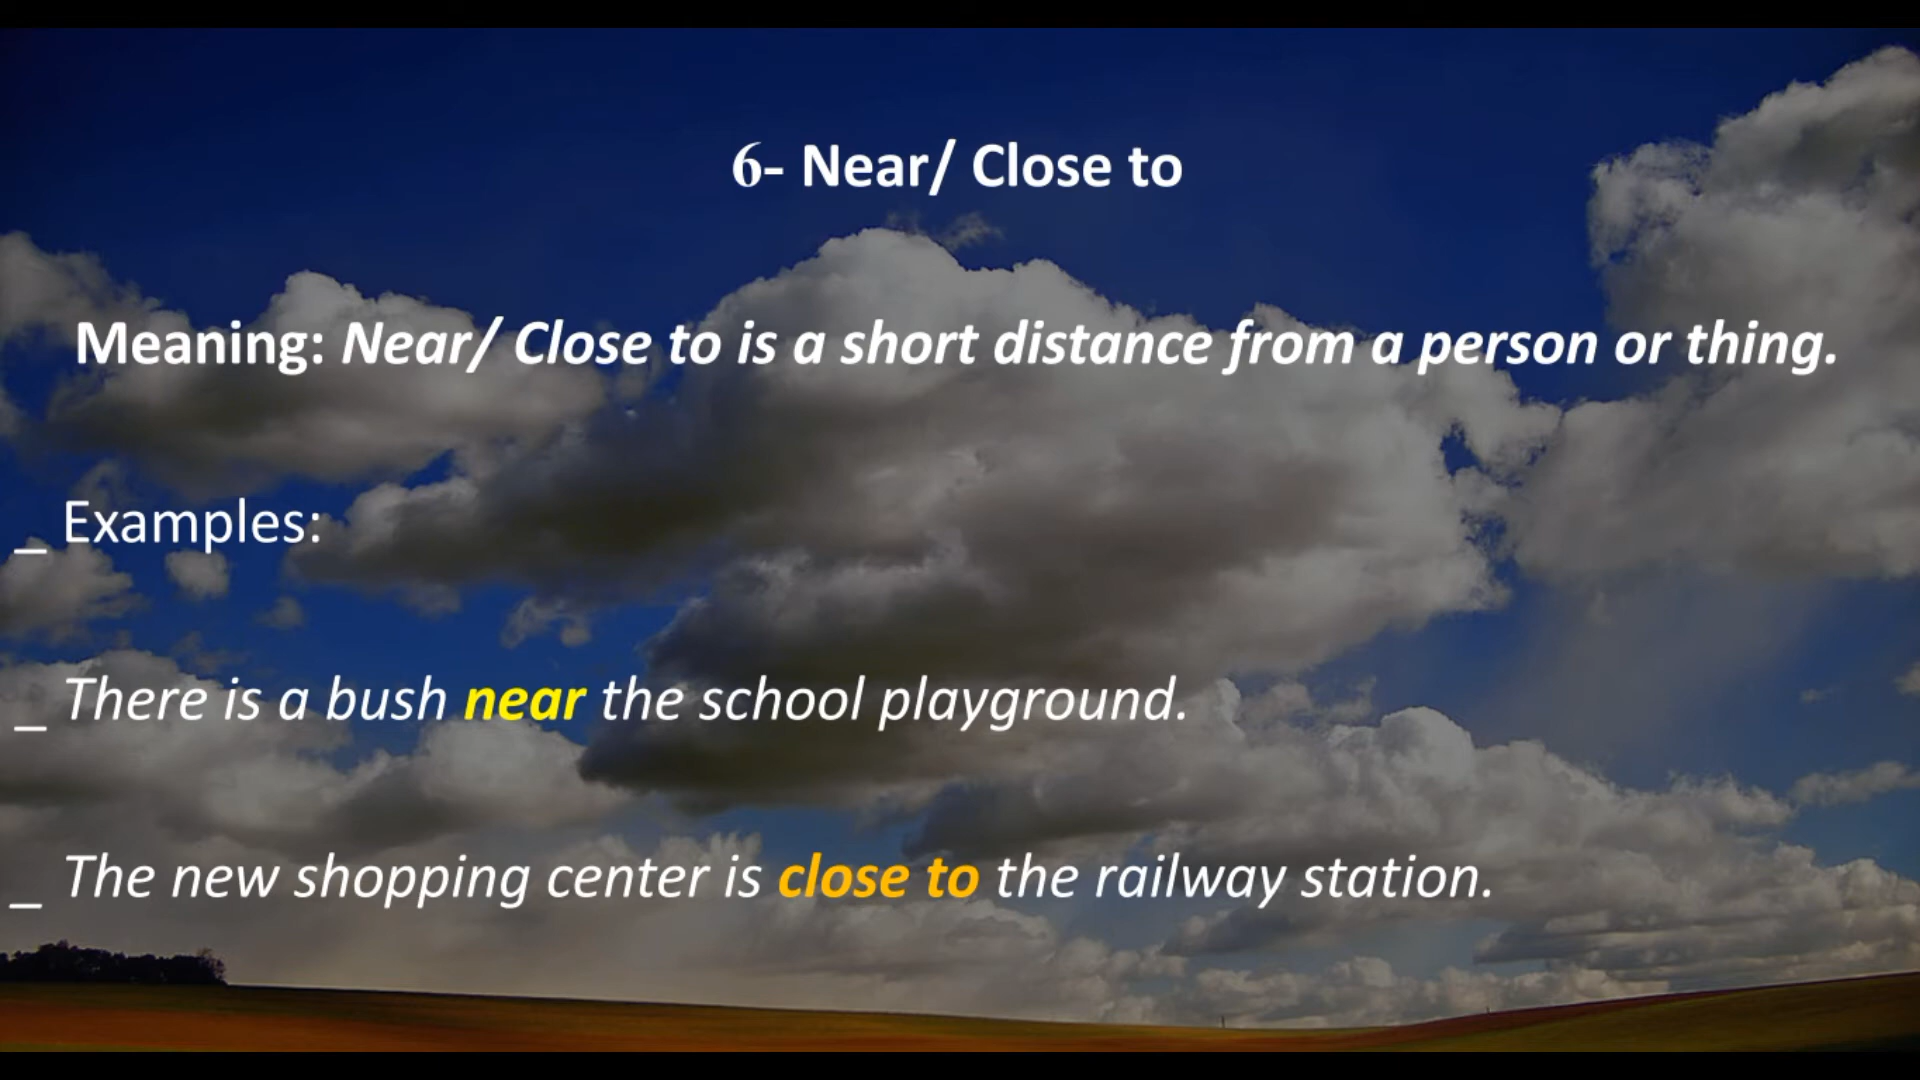 6- Near/ Close to
Meaning: Near/ Close to is a short distance from a person or thing.
_ Examples:
_ There is a bush near the school playground.
_ The new shopping center is close to the railway station.